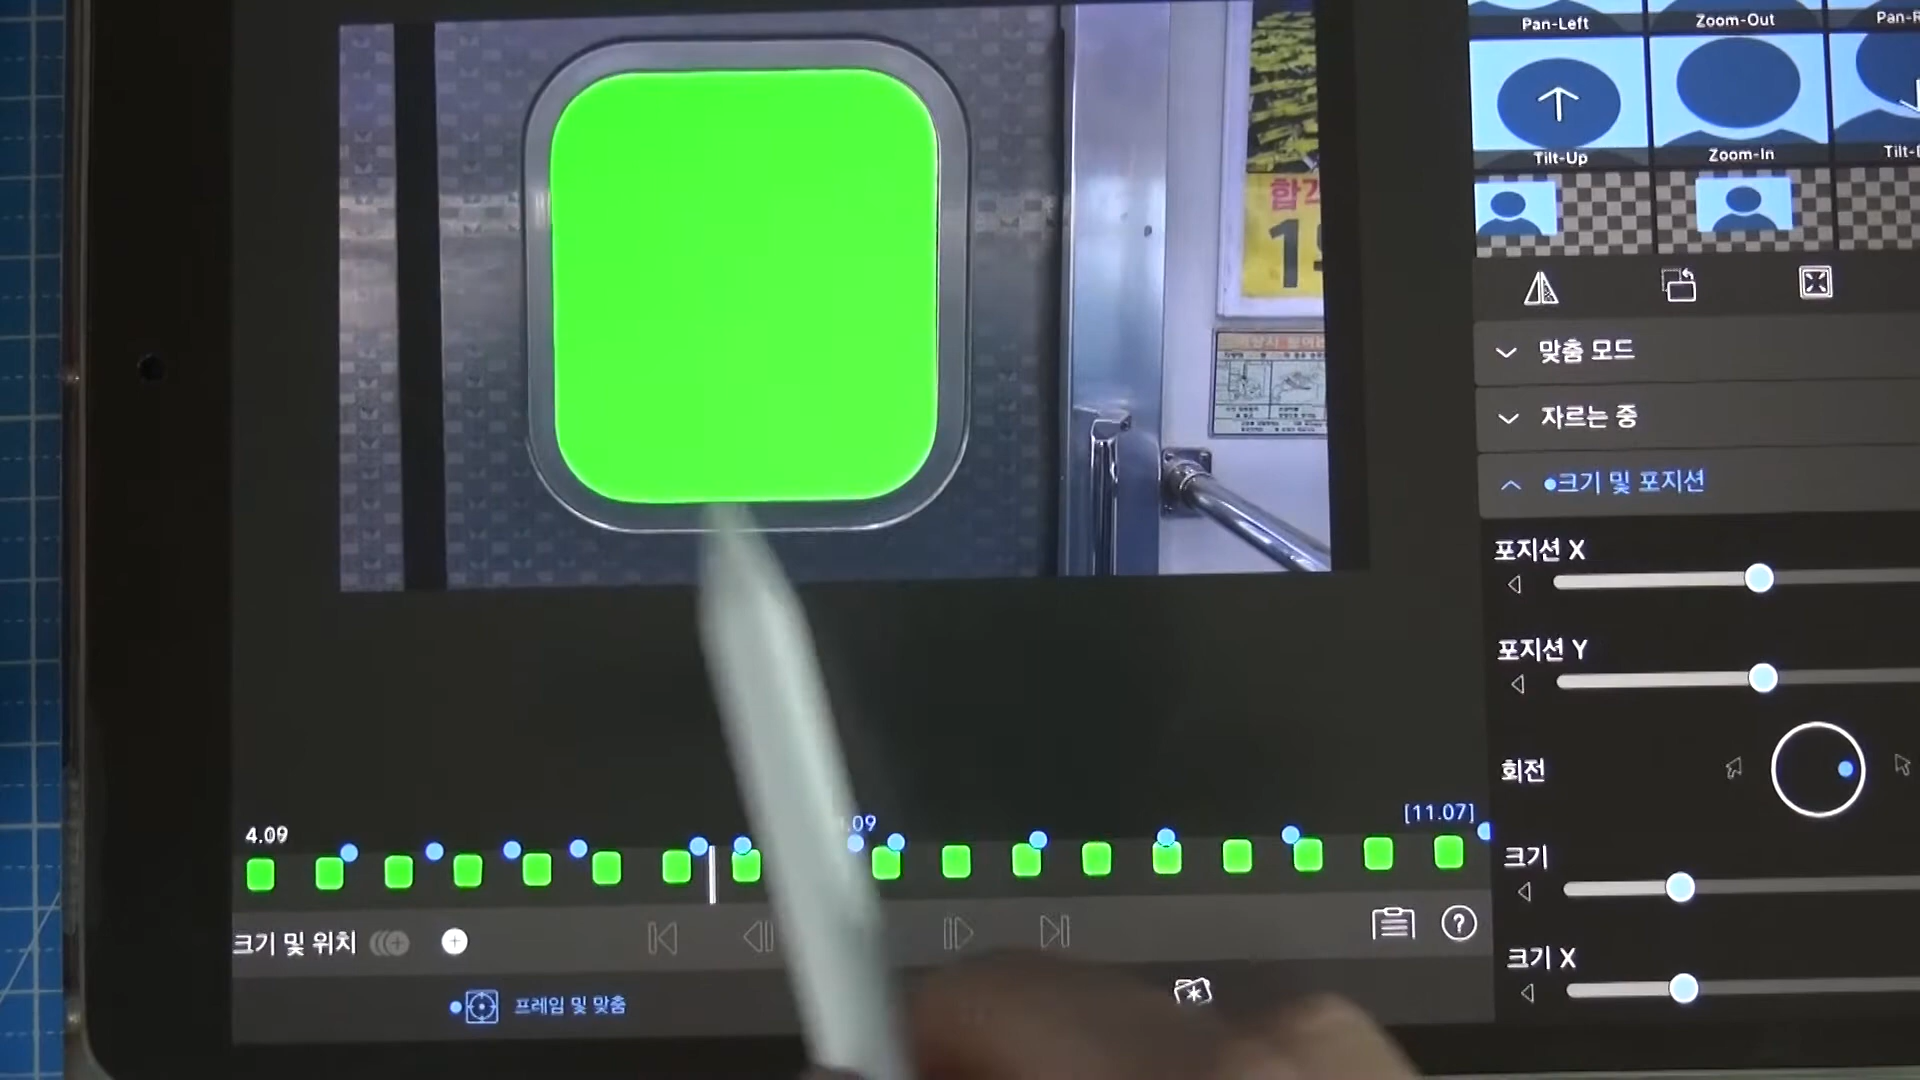 Pan-Left
Zoom-Out
Tilt-Up
Zoom-In
맞춤 모드
자르는 중
크기 및 포지션
포지션 X
포지션 Y
회전
크기
크기 X
4.09
.09
[11.07]
크기 및 위치
프레임 및 맞춤